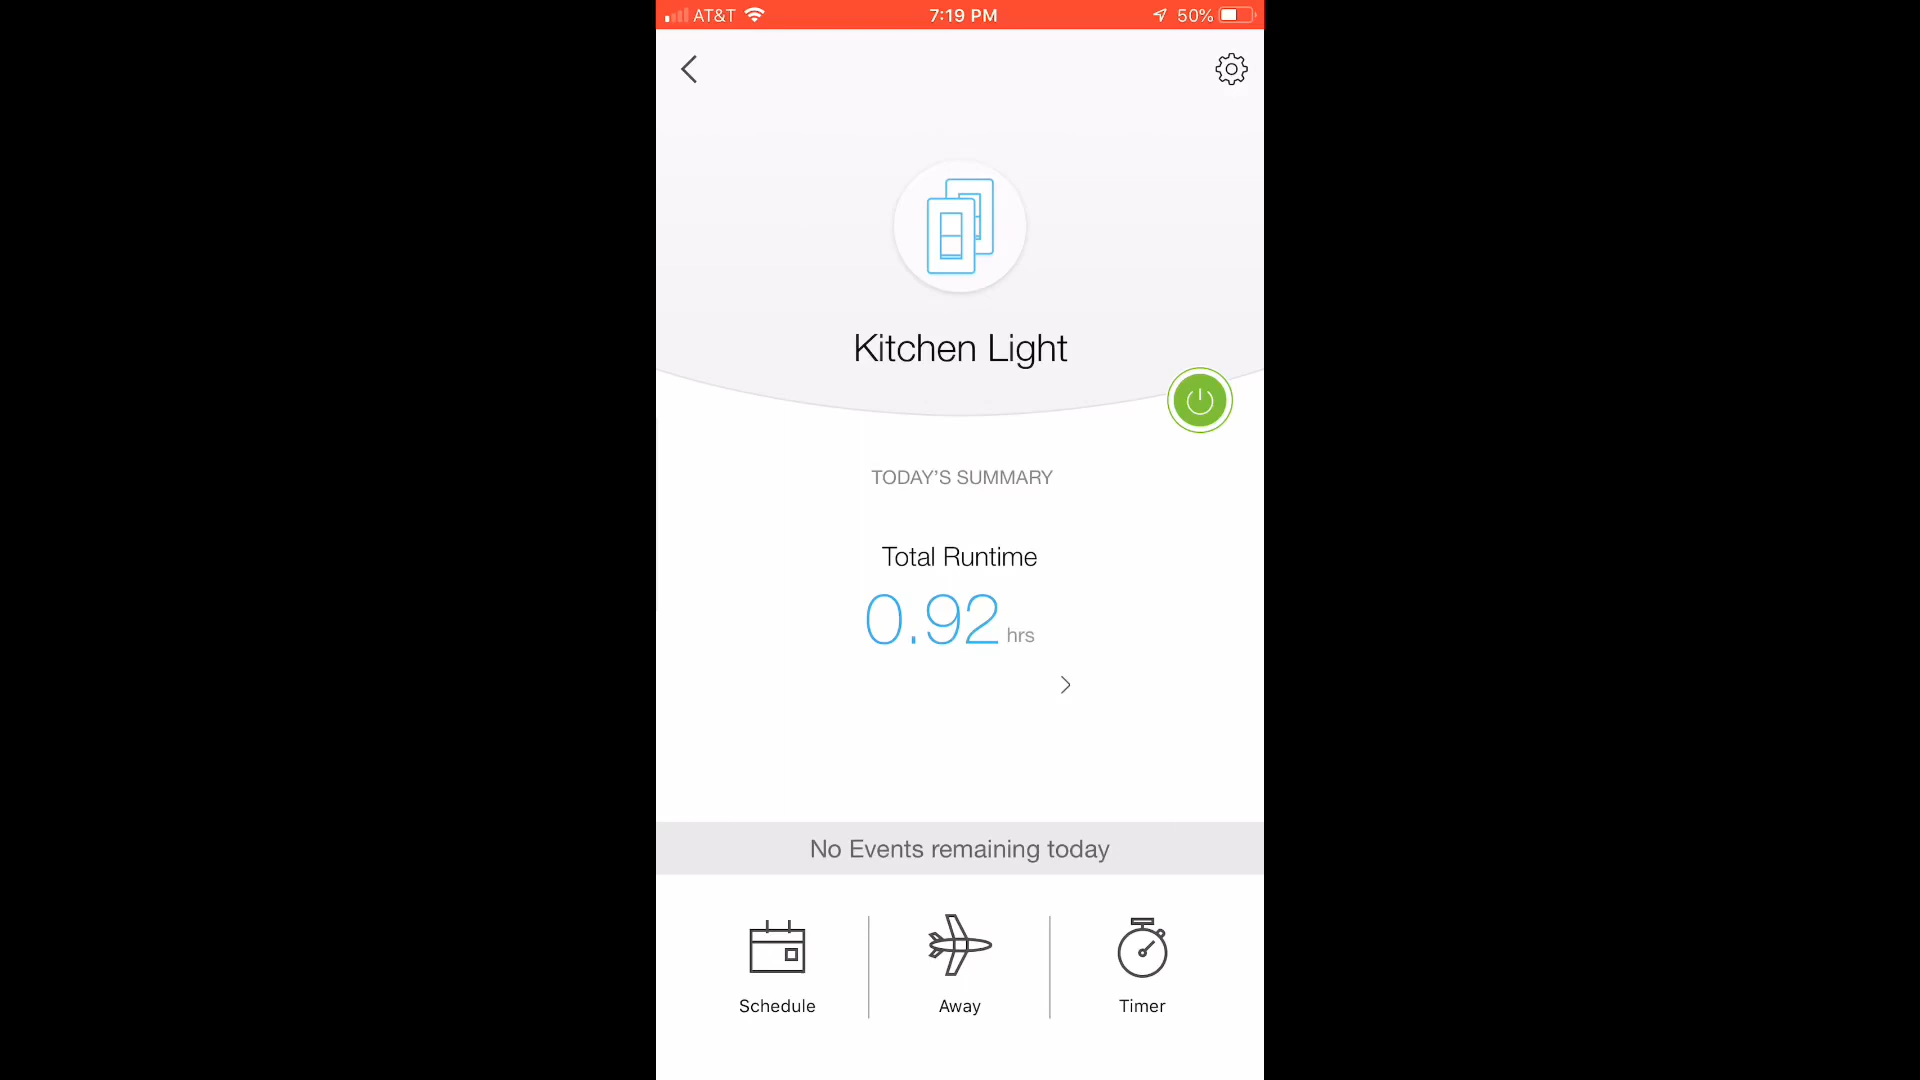 AT&T 7:19 PM 50%
Kitchen Light
TODAY'S SUMMARY
Total Runtime
0.92 hrs
No Events remaining today
Schedule Away Timer